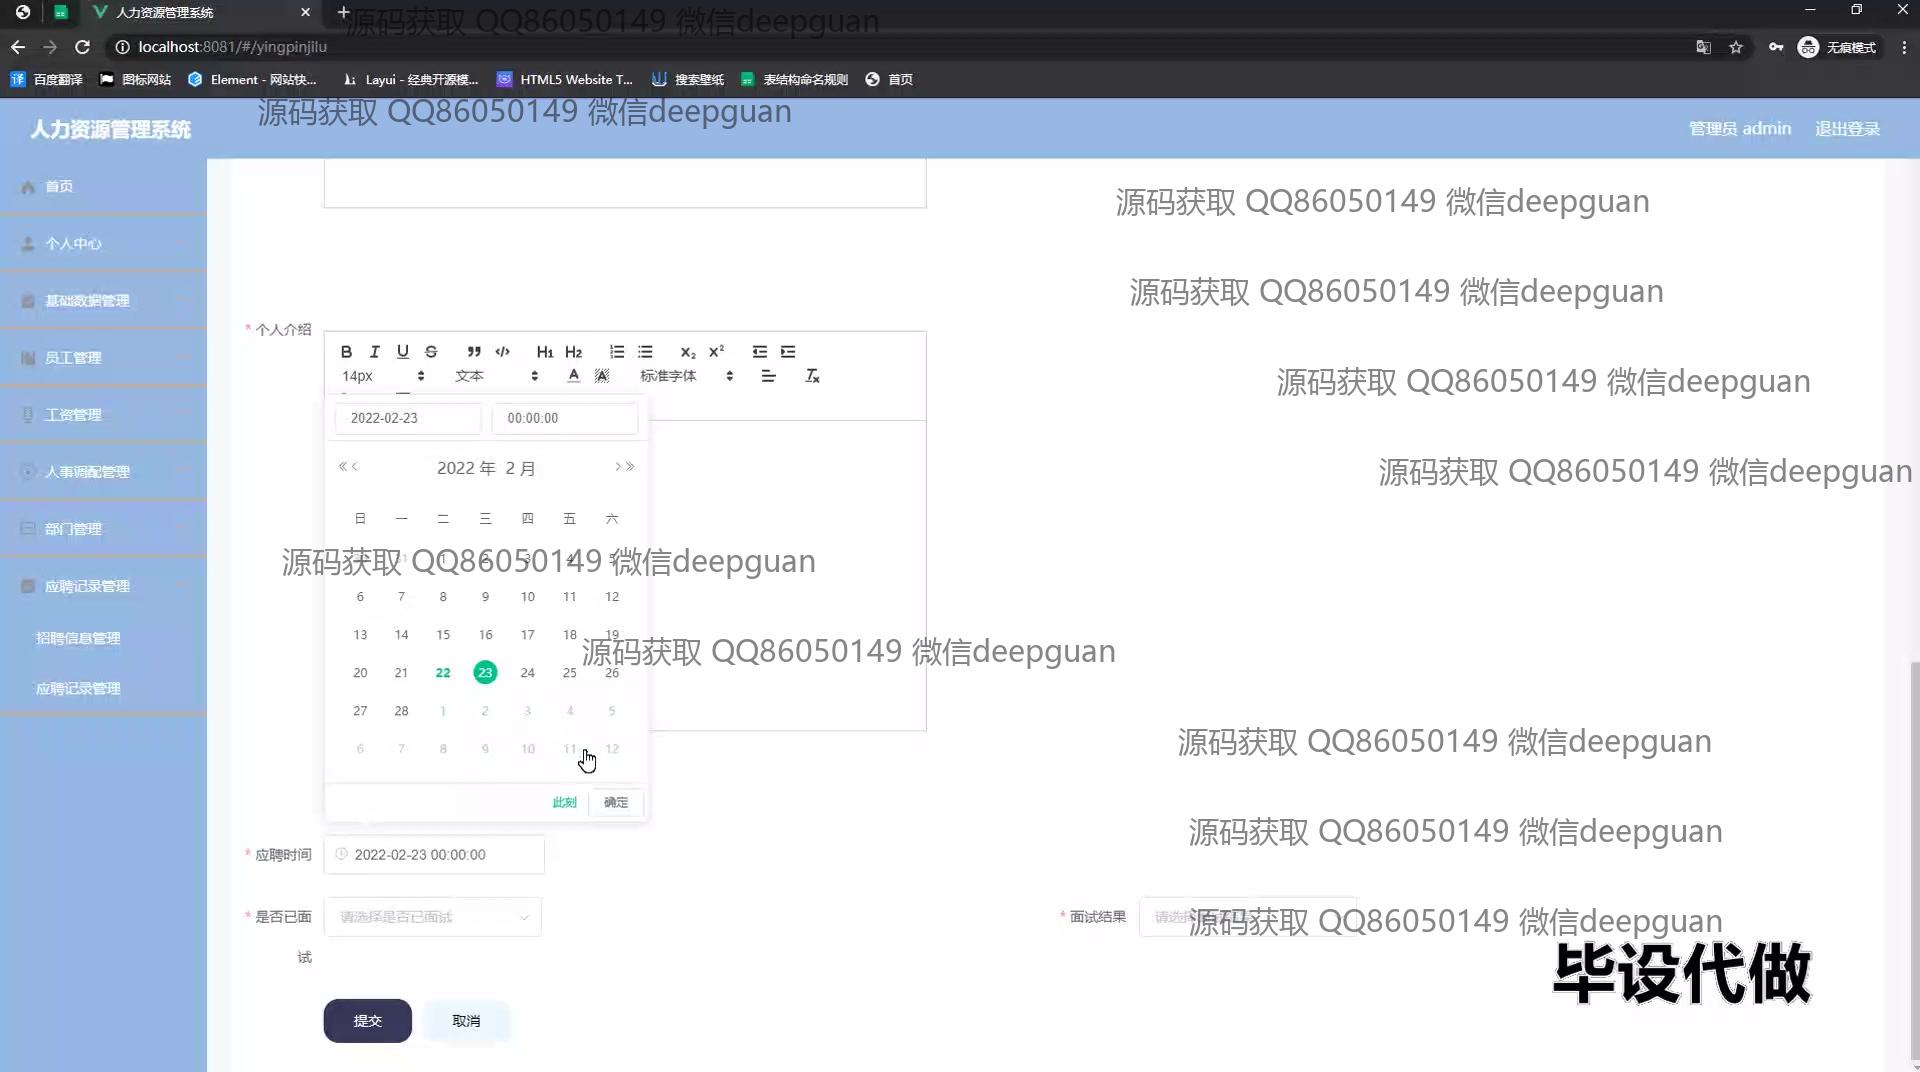 人力资源管理系统
源码获取 QQ86050149 微信deepguan
localhost:8081/#/yingpinjilu
无痕模式
百度翻译 图标网站 Element - 网站快... Layui - 经典开源模... HTML5 Website T... 搜索壁纸 表结构命名规则 首页
源码获取 QQ86050149 微信deepguan
人力资源管理系统
管理员 admin 退出登录
首页
源码获取 QQ86050149 微信deepguan
个人中心
基础数据管理
源码获取 QQ86050149 微信deepguan
* 个人介绍
B I U S H1 H2 X₂ X²
员工管理
14px 文本 A A 标准字体
源码获取 QQ86050149 微信deepguan
工资管理
2022-02-23 00:00:00
人事调配管理
2022 年 2 月
源码获取 QQ86050149 微信deepguan
部门管理
日 一 二 三 四 五 六
源码获取 QQ86050149 微信deepguan
应聘记录管理
6 7 8 9 10 11 12
招聘信息管理
13 14 15 16 17 18 19
源码获取 QQ86050149 微信deepguan
20 21 22 23 24 25 26
应聘记录管理
27 28 1 2 3 4 5
6 7 8 9 10 11 12
源码获取 QQ86050149 微信deepguan
此刻 确定
源码获取 QQ86050149 微信deepguan
* 应聘时间 2022-02-23 00:00:00
* 是否已面试 请选择是否已面试
* 面试结果 请选
源码获取 QQ86050149 微信deepguan
毕设代做
提交 取消